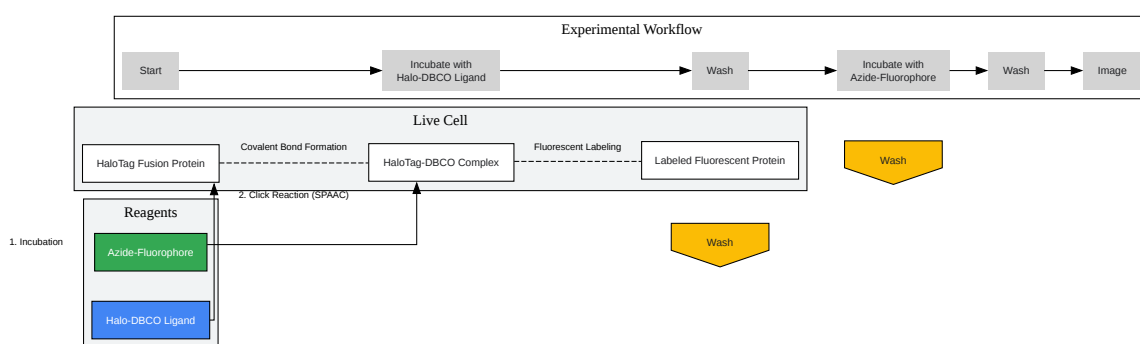 Experimental Workflow
Start
Incubate with
Halo-DBCO Ligand
Wash
Incubate with
Azide-Fluorophore
Wash
Image
Live Cell
HaloTag Fusion Protein
Covalent Bond Formation
HaloTag-DBCO Complex
Fluorescent Labeling
Labeled Fluorescent Protein
Wash
2. Click Reaction (SPAAC)
Reagents
1. Incubation
Azide-Fluorophore
Wash
Halo-DBCO Ligand